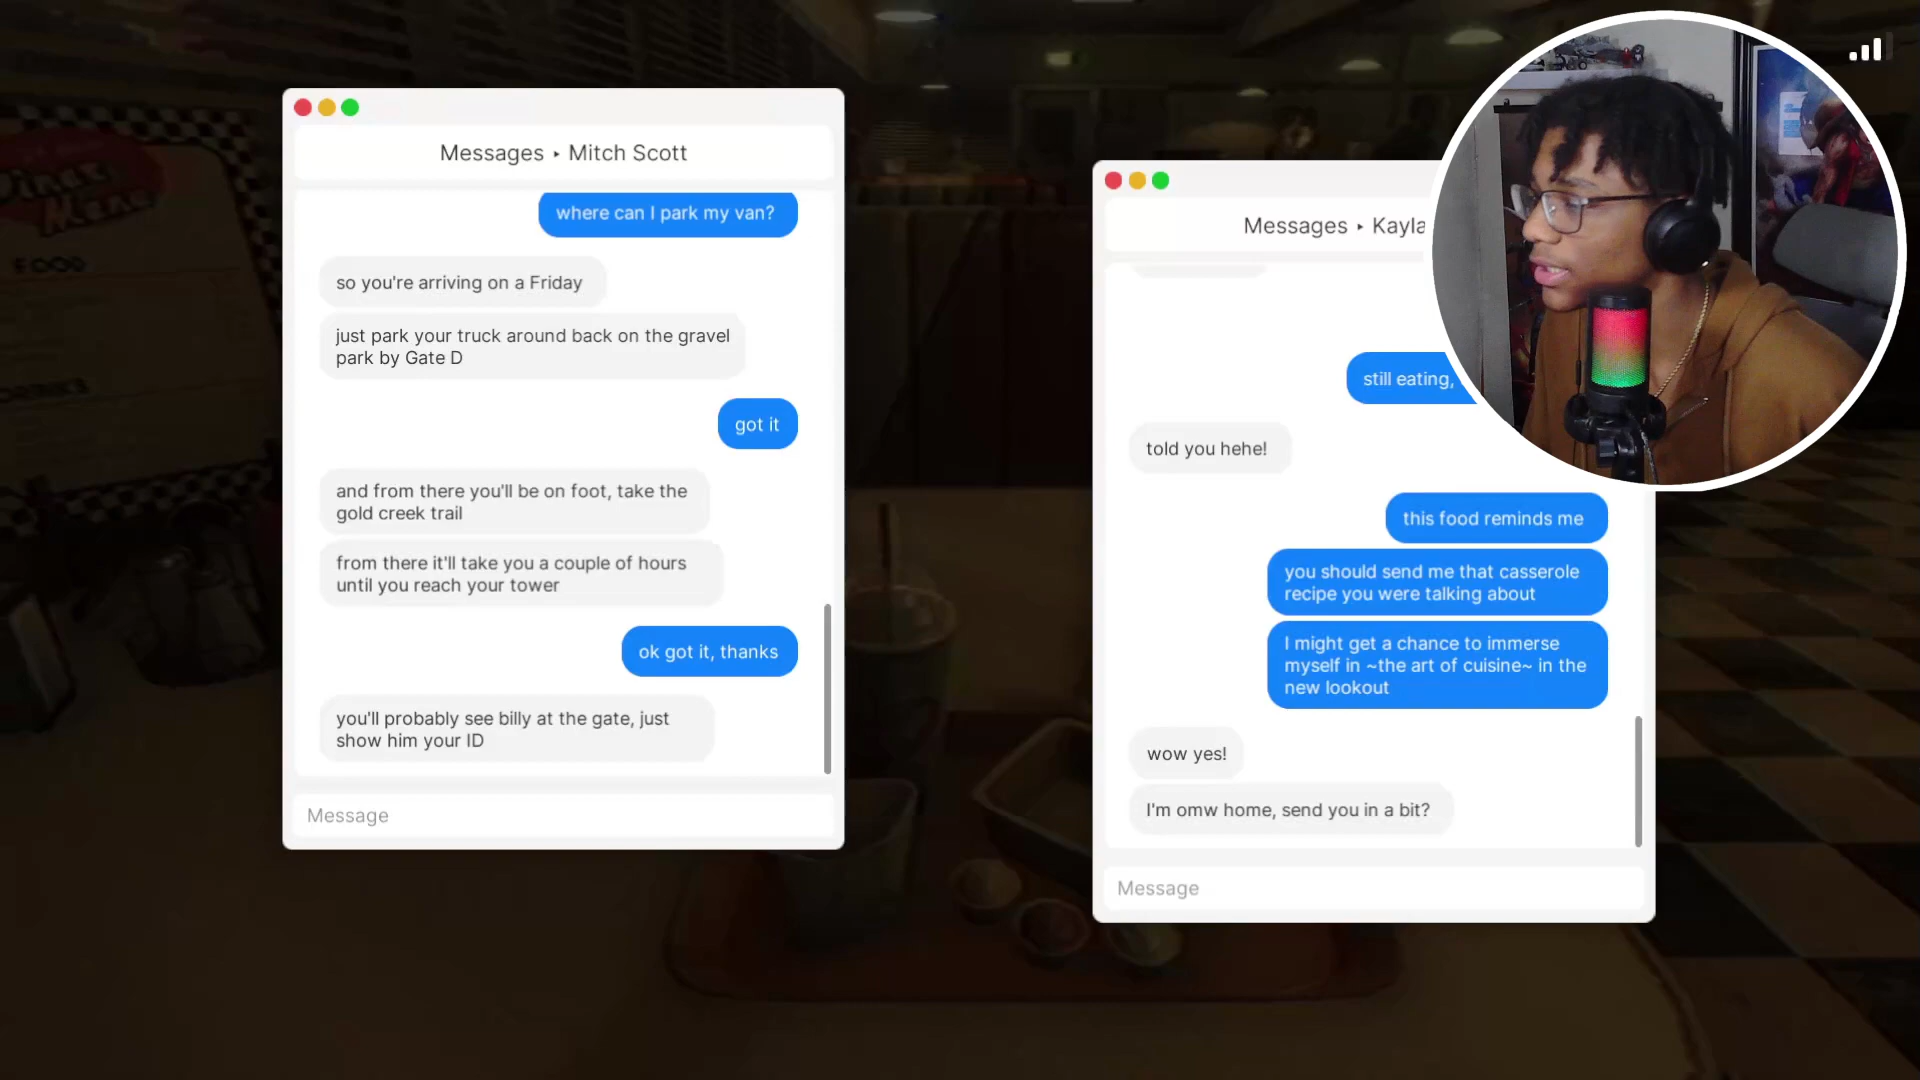 Diner
Mane
FOOD
DRINKS
Messages ‣ Mitch Scott
where can I park my van?
so you're arriving on a Friday
just park your truck around back on the gravel
park by Gate D
got it
and from there you'll be on foot, take the
gold creek trail
from there it'll take you a couple of hours
until you reach your tower
ok got it, thanks
you'll probably see billy at the gate, just
show him your ID
Message
Messages ‣ Kayla
still eating,
told you hehe!
this food reminds me
you should send me that casserole
recipe you were talking about
I might get a chance to immerse
myself in ~the art of cuisine~ in the
new lookout
wow yes!
I'm omw home, send you in a bit?
Message